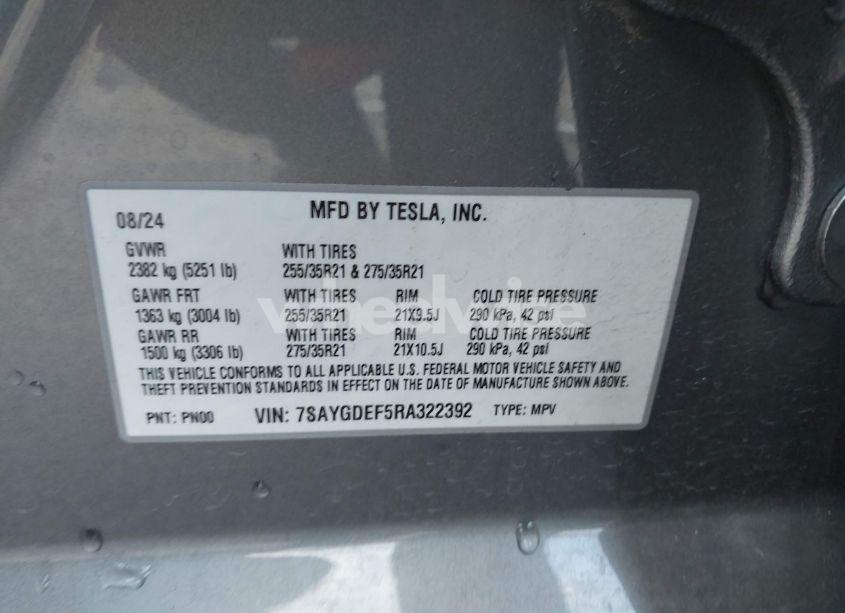 08/24 MFD BY TESLA, INC.
GVWR WITH TIRES
2382 kg (5251 lb) 255/35R21 & 275/35R21
GAWR FRT WITH TIRES RIM COLD TIRE PRESSURE
1363 kg (3004 lb) 255/35R21 21X9.5J 290 kPa, 42 psi
GAWR RR WITH TIRES RIM COLD TIRE PRESSURE
1500 kg (3306 lb) 275/35R21 21X10.5J 290 kPa, 42 psi
THIS VEHICLE CONFORMS TO ALL APPLICABLE U.S. FEDERAL MOTOR VEHICLE SAFETY AND
THEFT PREVENTION STANDARDS IN EFFECT ON THE DATE OF MANUFACTURE SHOWN ABOVE.
PNT: PN00 VIN: 7SAYGDEF5RA322392 TYPE: MPV